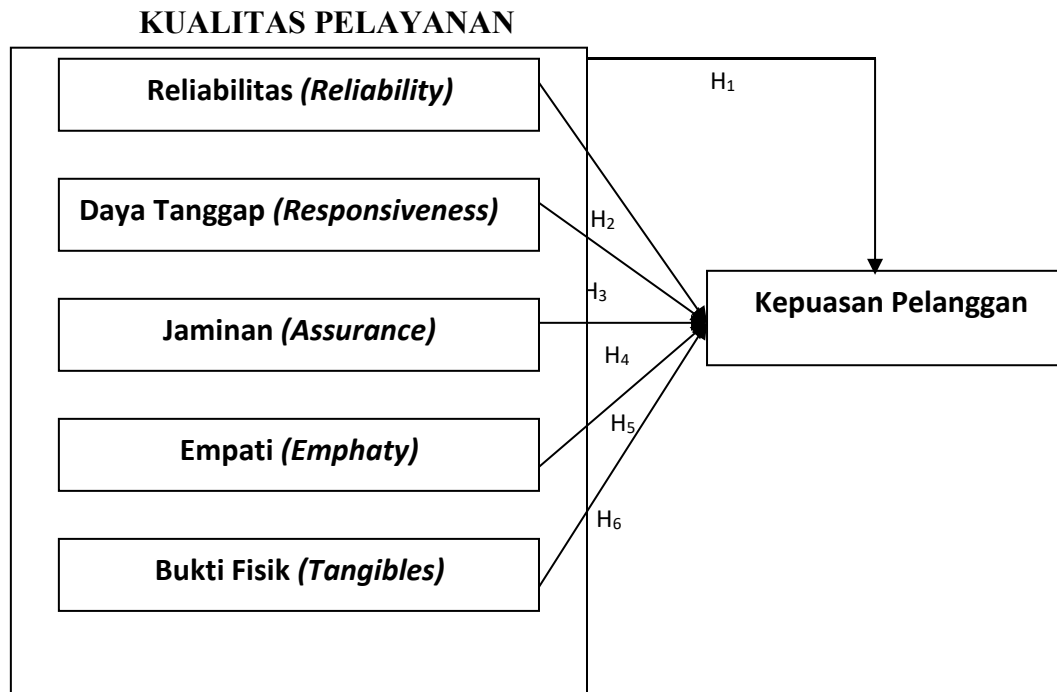 KUALITAS PELAYANAN
Reliabilitas (Reliability)
H₁
Daya Tanggap (Responsiveness)
H₂
H₃
Kepuasan Pelanggan
Jaminan (Assurance)
H₄
Empati (Emphaty)
H₅
H₆
Bukti Fisik (Tangibles)